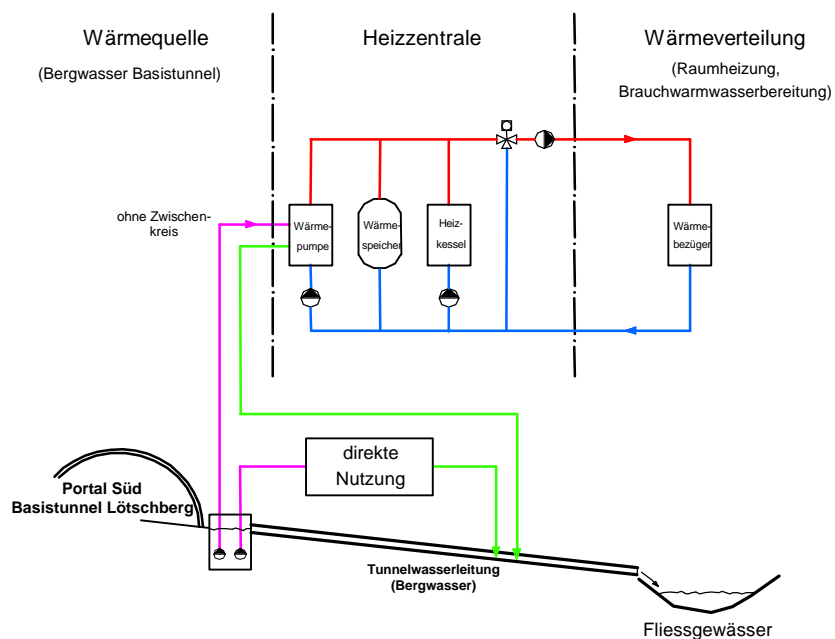 Wärmequelle
(Bergwasser Basistunnel)
Heizzentrale
Wärmeverteilung
(Raumheizung,
Brauchwarmwasserbereitung)
ohne Zwischen-
kreis
Wärme-
pumpe
Wärme-
speicher
Heiz-
kessel
Wärme-
bezüger
direkte
Nutzung
Portal Süd
Basistunnel Lötschberg
Tunnelwasserleitung
(Bergwasser)
Fliessgewässer